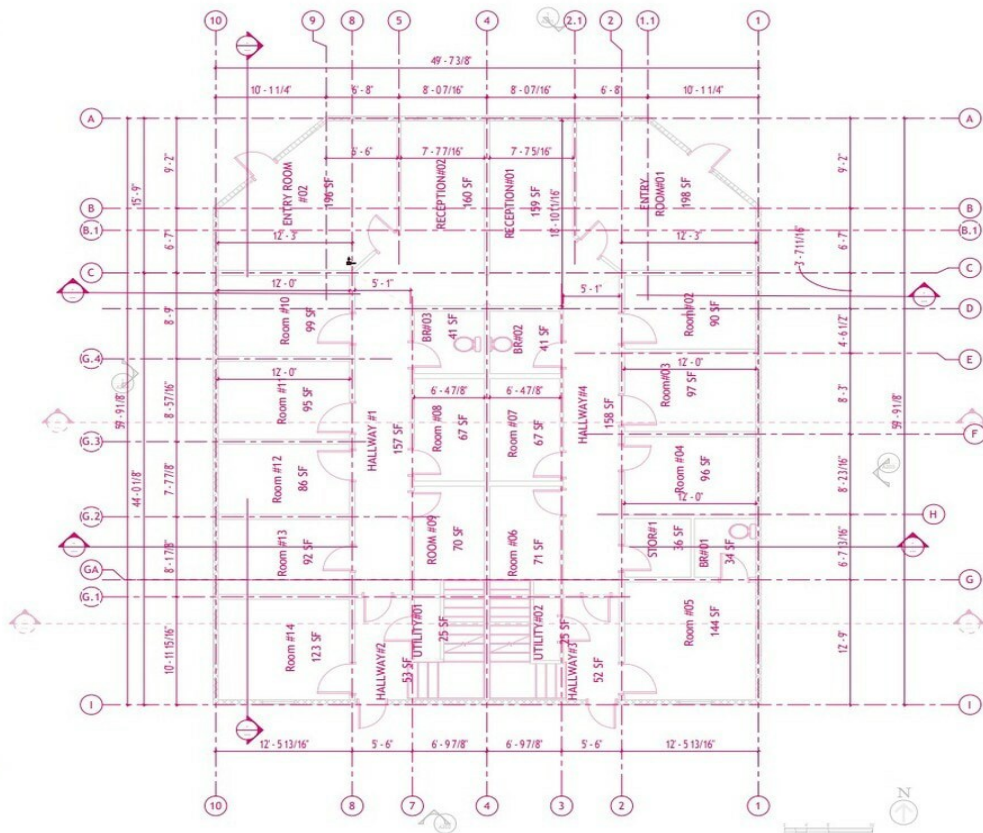 10 9 8 5 4 2.1 2 1.1 1
49' - 7 3/8"
10' - 1 1/4" 6' - 8" 8' - 0 7/16" 8' - 0 7/16" 6' - 8" 10' - 1 1/4"
A A
6' - 6" 7' - 7 7/16" 7' - 7 5/16"
9' - 2" 9' - 2"
15' - 9"
ENTRY ROOM #02
196 SF
RECEPTION#02
160 SF
RECEPTION#01
159 SF
18' - 10 11/16"
ENTRY ROOM#01
198 SF
B B
B.1 B.1
6' - 7" 6' - 7"
12' - 3" 12' - 3"
3' - 7 11/16"
C C
12' - 0" 5' - 1" 5' - 1"
D
8' - 9"
Room #10
99 SF
BR#03
41 SF
BR#02
41 SF
Room#02
90 SF
4' - 6 1/2"
G.4 E
12' - 0" 12' - 0"
59' - 9 1/8" 59' - 9 1/8"
8' - 5 7/16"
Room #11
95 SF
6' - 4 7/8" 6' - 4 7/8"
HALLWAY #1
157 SF
Room #08
67 SF
Room #07
67 SF
HALLWAY#4
158 SF
Room#03
97 SF
8' - 3"
G.3 F
44' - 0 1/8"
7' - 7 7/8"
Room #12
86 SF
Room #04
96 SF
8' - 2 3/16"
12' - 0"
G.2 H
8' - 1 7/8"
Room #13
92 SF
ROOM #09
70 SF
Room #06
71 SF
STOR#1
36 SF
BR#01
34 SF
6' - 7 13/16"
GA G
G.1
10' - 11 15/16"
Room #14
123 SF
HALLWAY#2
53 SF
UTILITY#01
25 SF
UTILITY#02
25 SF
HALLWAY#3
52 SF
Room #05
144 SF
12' - 9"
I I
12' - 5 13/16" 5' - 6" 6' - 9 7/8" 6' - 9 7/8" 5' - 6" 12' - 5 13/16"
10 8 7 4 3 2 1
N